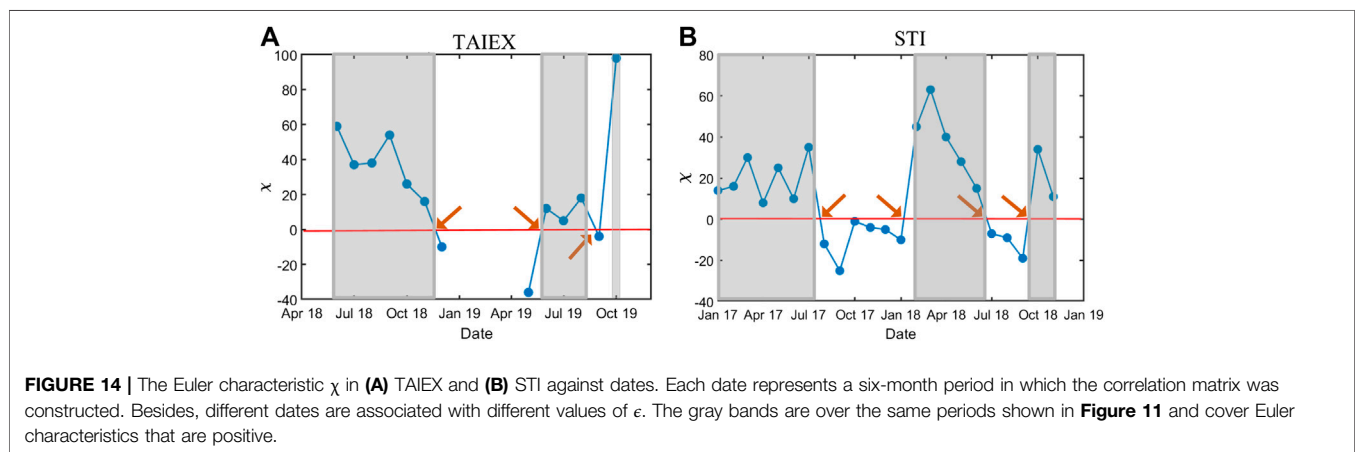 A
TAIEX
100
80
60
40
20
0
-20
-40
χ
Apr 18 Jul 18 Oct 18 Jan 19 Apr 19 Jul 19 Oct 19
Date
B
STI
80
60
40
20
0
-20
-40
χ
Jan 17 Apr 17 Jul 17 Oct 17 Jan 18 Apr 18 Jul 18 Oct 18 Jan 19
Date
FIGURE 14 | The Euler characteristic χ in (A) TAIEX and (B) STI against dates. Each date represents a six-month period in which the correlation matrix was
constructed. Besides, different dates are associated with different values of ϵ. The gray bands are over the same periods shown in Figure 11 and cover Euler
characteristics that are positive.